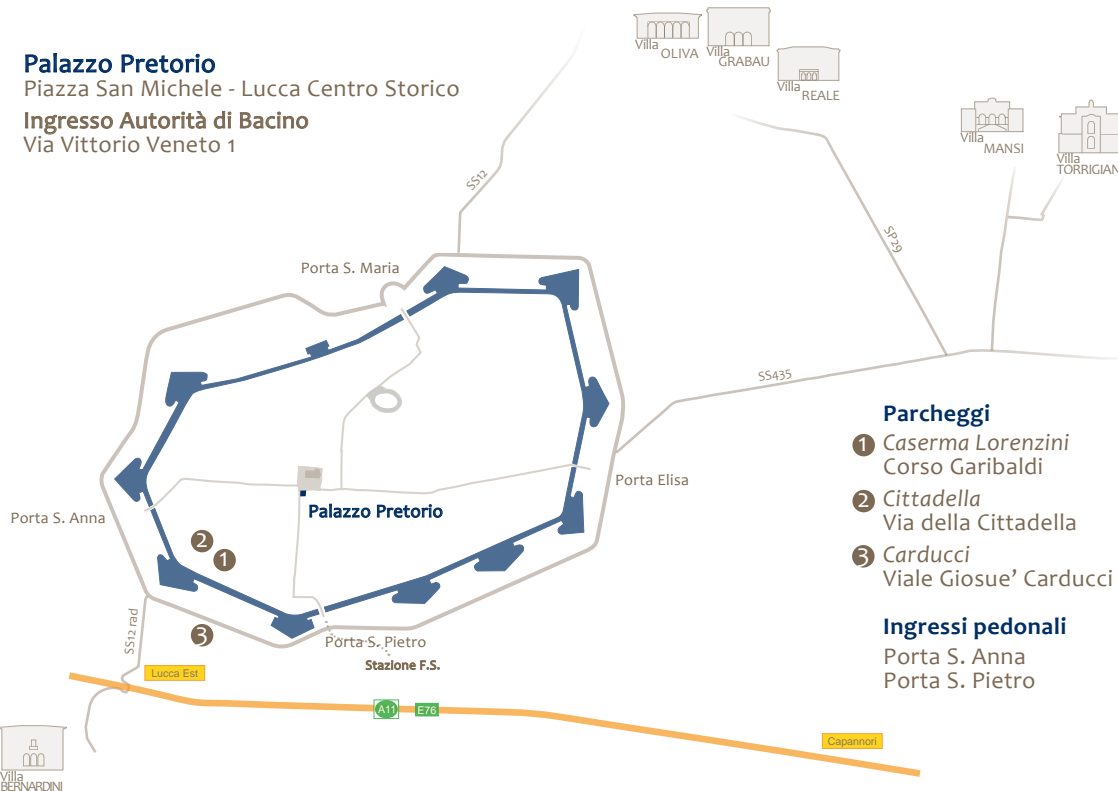 Palazzo Pretorio
Piazza San Michele - Lucca Centro Storico
Ingresso Autorità di Bacino
Via Vittorio Veneto 1
Villa
OLIVA
Villa
GRABAU
Villa
REALE
Villa
MANSI
Villa
TORRIGIAN
SS12
SP29
Porta S. Maria
SS435
Porta Elisa
Porta S. Anna
Palazzo Pretorio
2
1
3
SS12 rad
Porta S. Pietro
Stazione F.S.
Lucca Est
A11
E76
Capannori
Villa
BERNARDINI
Parcheggi
1 Caserma Lorenzini
Corso Garibaldi
2 Cittadella
Via della Cittadella
3 Carducci
Viale Giosue' Carducci
Ingressi pedonali
Porta S. Anna
Porta S. Pietro